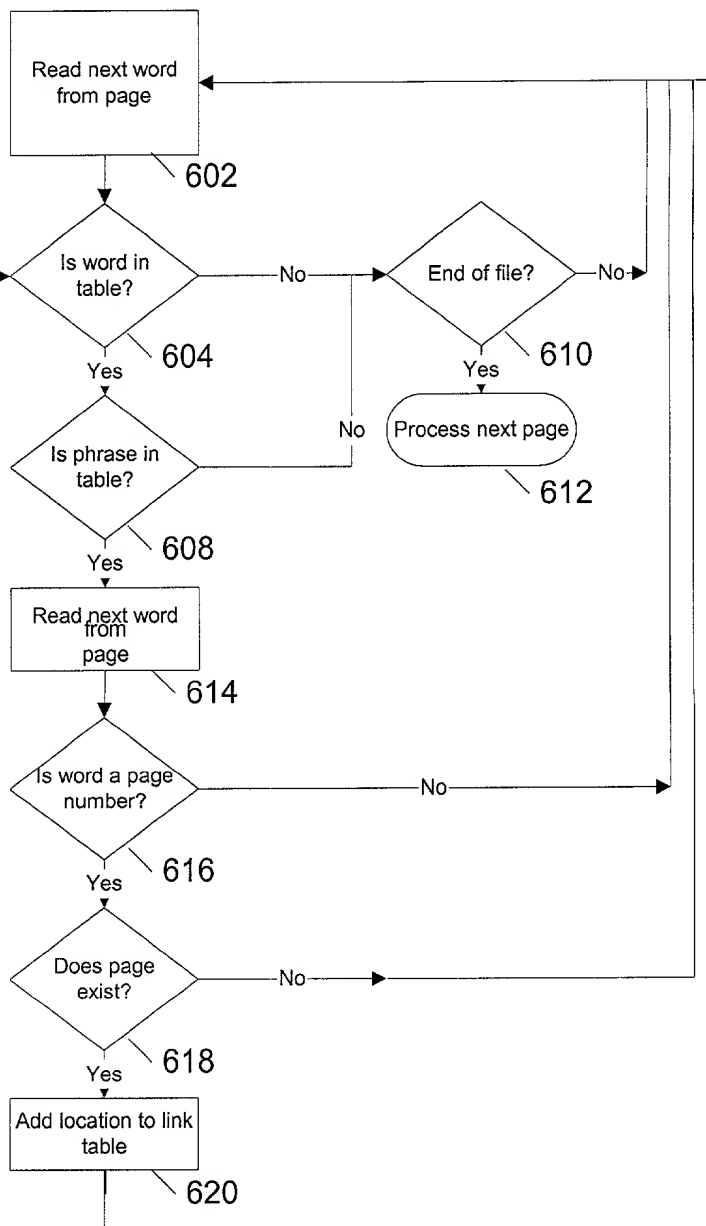 Read next word
from page
602
Is word in
table?
No
End of file?
No
604
610
Yes
Yes
Is phrase in
table?
No
Process next page
608
612
Yes
Read next word
from
page
614
Is word a page
number?
No
616
Yes
Does page
exist?
No
618
Yes
Add location to link
table
620